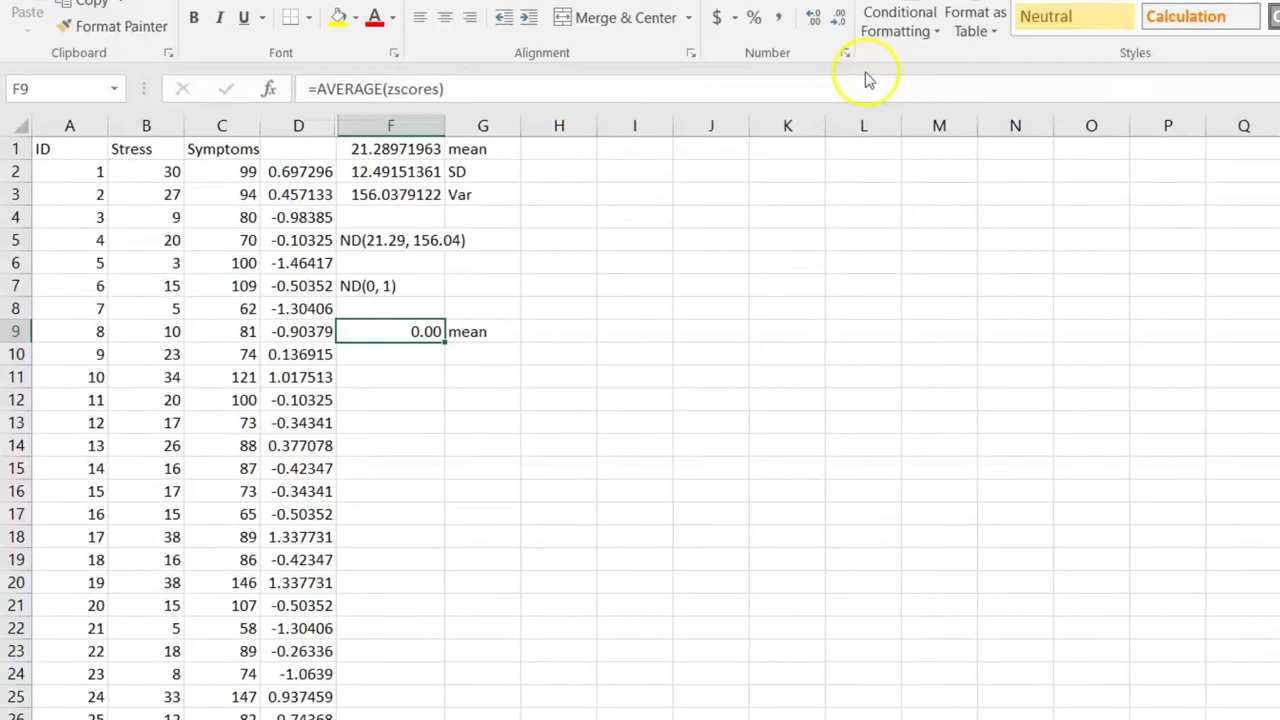 Paste Copy Format Painter B I U A Merge & Center $ % , Conditional Formatting Format as Table Neutral Calculation
Clipboard Font Alignment Number Styles
F9 fx =AVERAGE(zscores)
A B C D F G H I J K L M N O P Q
1 ID Stress Symptoms 21.28971963 mean
2 1 30 99 0.697296 12.49151361 SD
3 2 27 94 0.457133 156.0379122 Var
4 3 9 80 -0.98385
5 4 20 70 -0.10325 ND(21.29, 156.04)
6 5 3 100 -1.46417
7 6 15 109 -0.50352 ND(0, 1)
8 7 5 62 -1.30406
9 8 10 81 -0.90379 0.00 mean
10 9 23 74 0.136915
11 10 34 121 1.017513
12 11 20 100 -0.10325
13 12 17 73 -0.34341
14 13 26 88 0.377078
15 14 16 87 -0.42347
16 15 17 73 -0.34341
17 16 15 65 -0.50352
18 17 38 89 1.337731
19 18 16 86 -0.42347
20 19 38 146 1.337731
21 20 15 107 -0.50352
22 21 5 58 -1.30406
23 22 18 89 -0.26336
24 23 8 74 -1.0639
25 24 33 147 0.937459
26 25 12 82